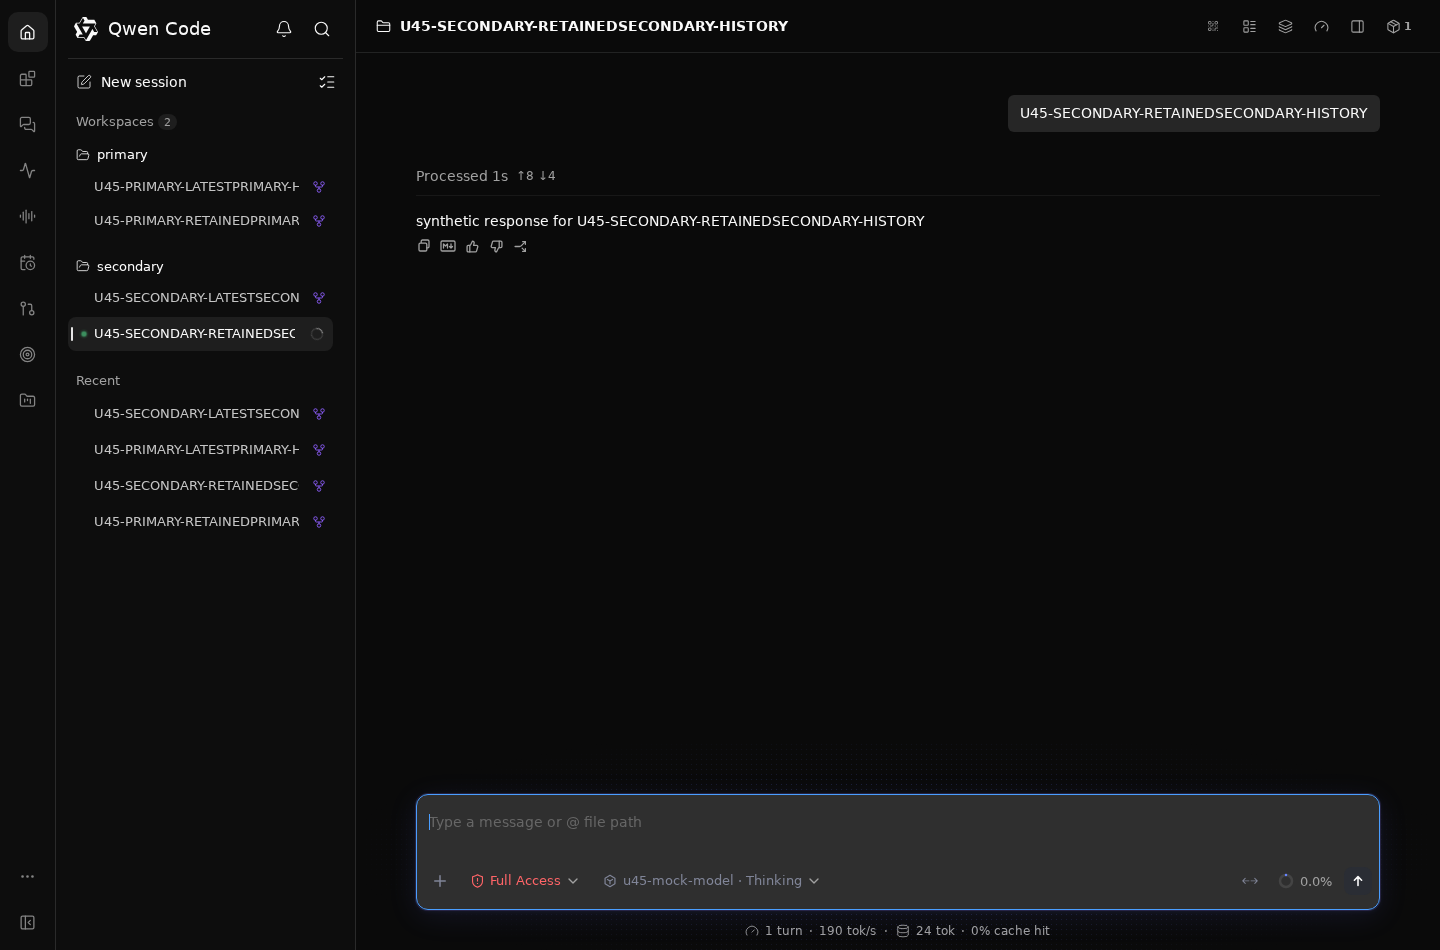 Qwen Code
New session
Workspaces 2
primary
U45-PRIMARY-LATESTPRIMARY-H
U45-PRIMARY-RETAINEDPRIMAR
secondary
U45-SECONDARY-LATESTSECON
U45-SECONDARY-RETAINEDSEC
Recent
U45-SECONDARY-LATESTSECON
U45-PRIMARY-LATESTPRIMARY-H
U45-SECONDARY-RETAINEDSEC
U45-PRIMARY-RETAINEDPRIMAR
U45-SECONDARY-RETAINEDSECONDARY-HISTORY
1
U45-SECONDARY-RETAINEDSECONDARY-HISTORY
Processed 1s ↑8 ↓4
synthetic response for U45-SECONDARY-RETAINEDSECONDARY-HISTORY
Type a message or @ file path
Full Access
u45-mock-model · Thinking
0.0%
1 turn · 190 tok/s · 24 tok · 0% cache hit